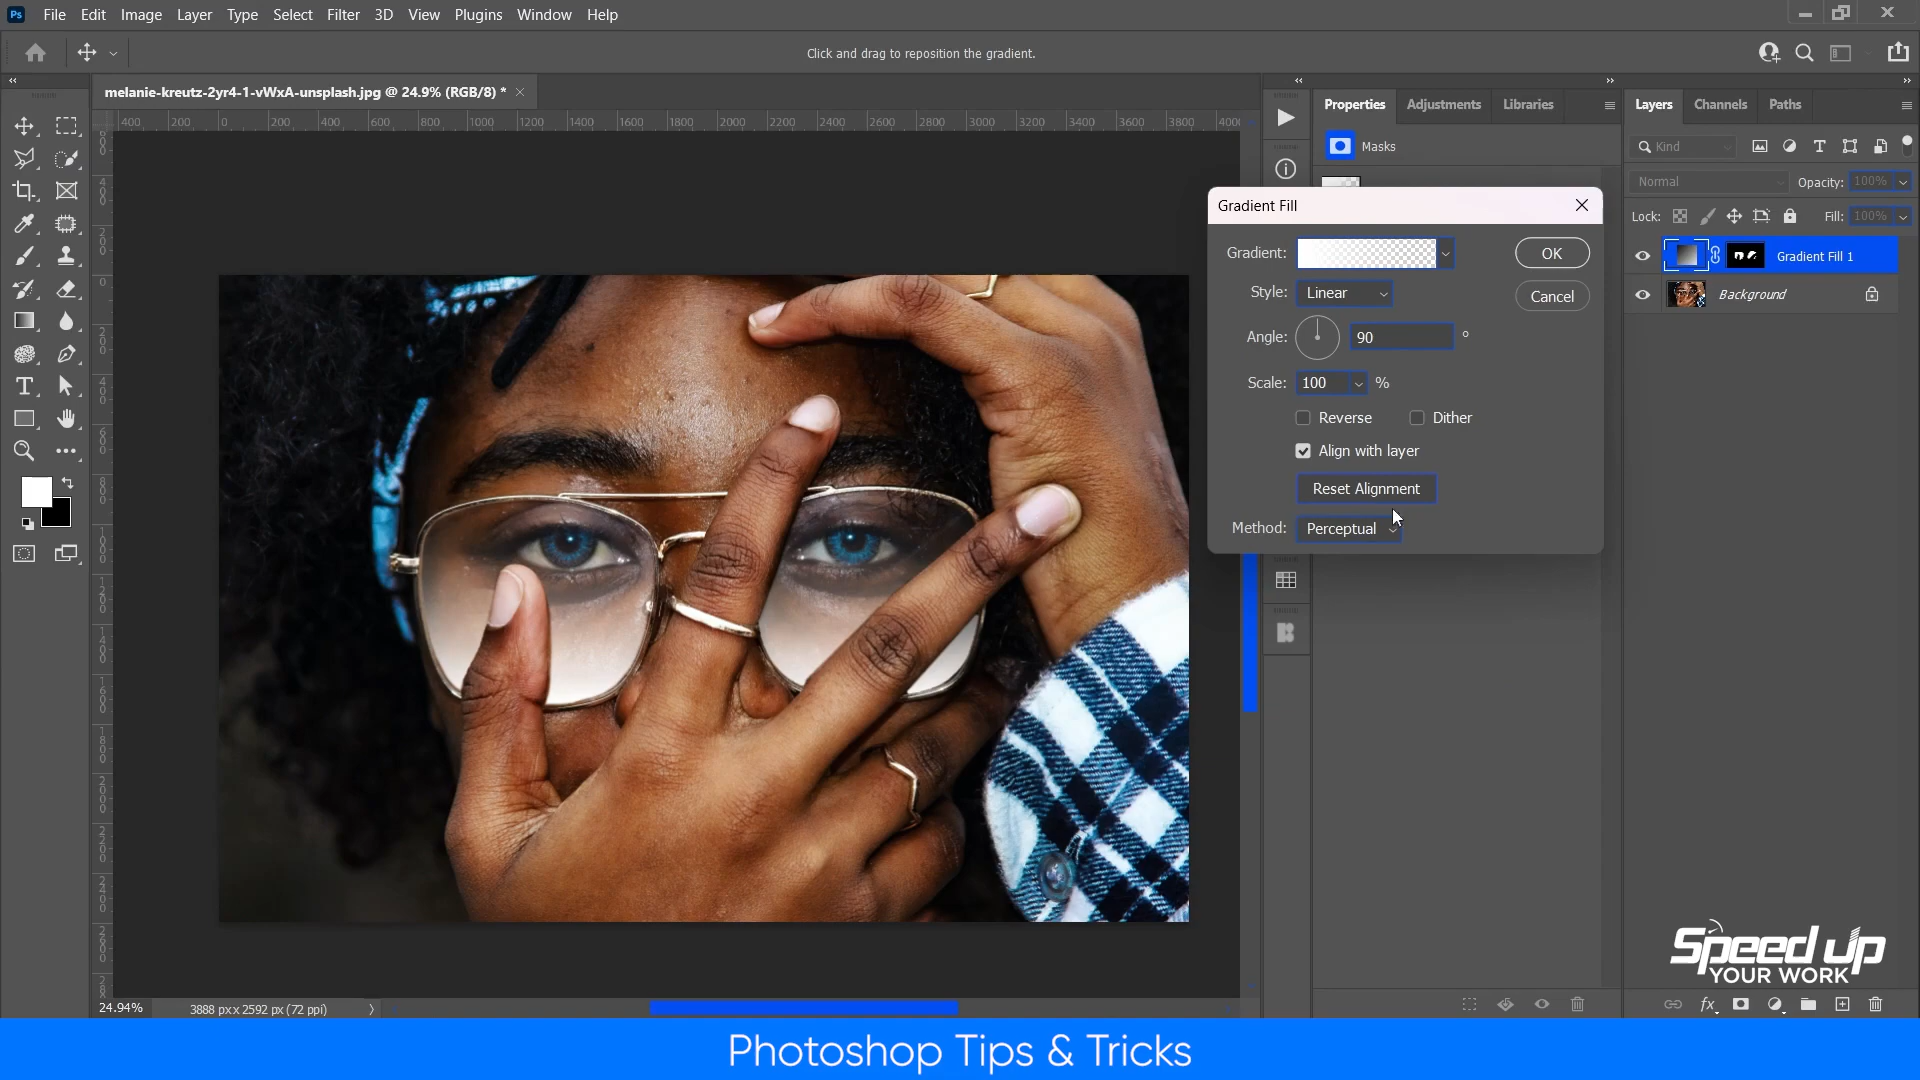 Ps File Edit Image Layer Type Select Filter 3D View Plugins Window Help
Click and drag to reposition the gradient.
melanie-kreutz-2yr4-1-vWxA-unsplash.jpg @ 24.9% (RGB/8) *
400 200 0 200 400 600 800 1000 1200 1400 1600 1800 2000 2200 2400 2600 2800 3000 3200 3400 3600 3800 4000
Properties Adjustments Libraries
Masks
Layers Channels Paths
Kind
Normal Opacity: 100%
Lock: Fill: 100%
Gradient Fill 1
Background
Gradient Fill
Gradient: OK
Style: Linear Cancel
Angle: 90 °
Scale: 100 %
Reverse Dither
Align with layer
Reset Alignment
Method: Perceptual
24.94% 3888 px x 2592 px (72 ppi)
Speed up
YOUR WORK
fx
Photoshop Tips & Tricks